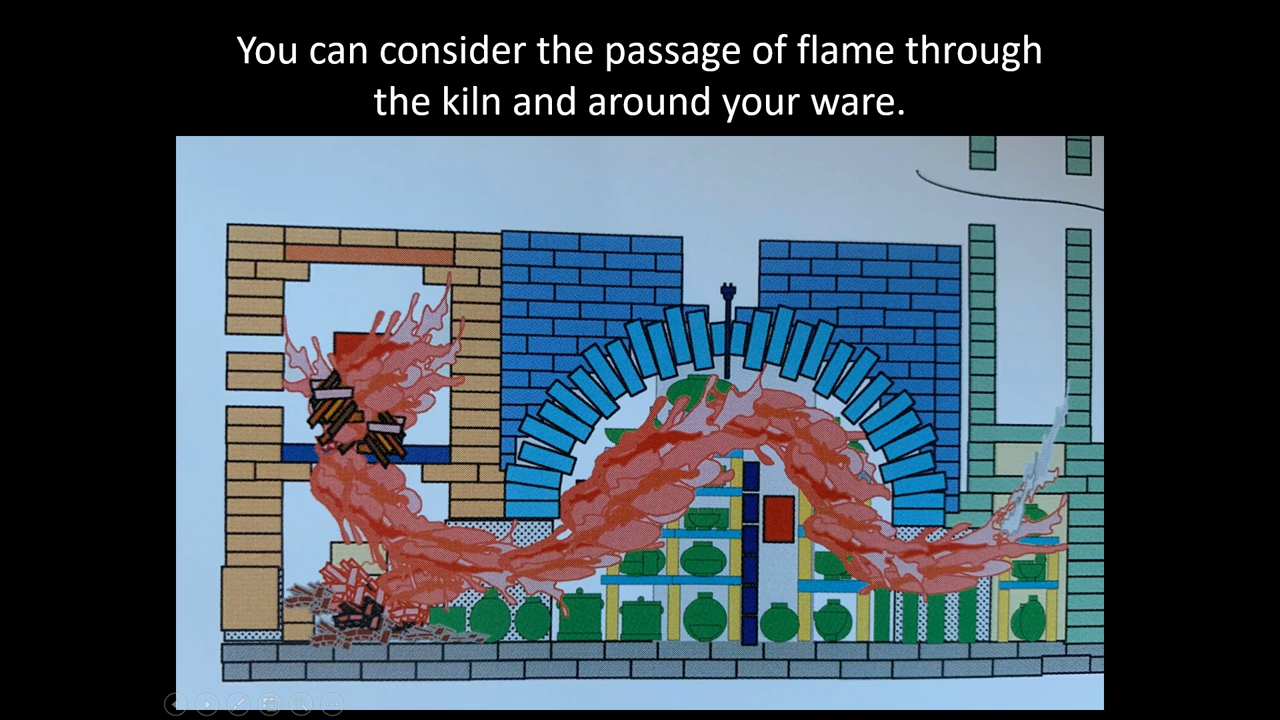 You can consider the passage of flame through
the kiln and around your ware.